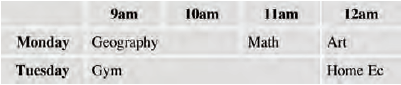 9am 10am 11am 12am
Monday Geography Math Art
Tuesday Gym Home Ec